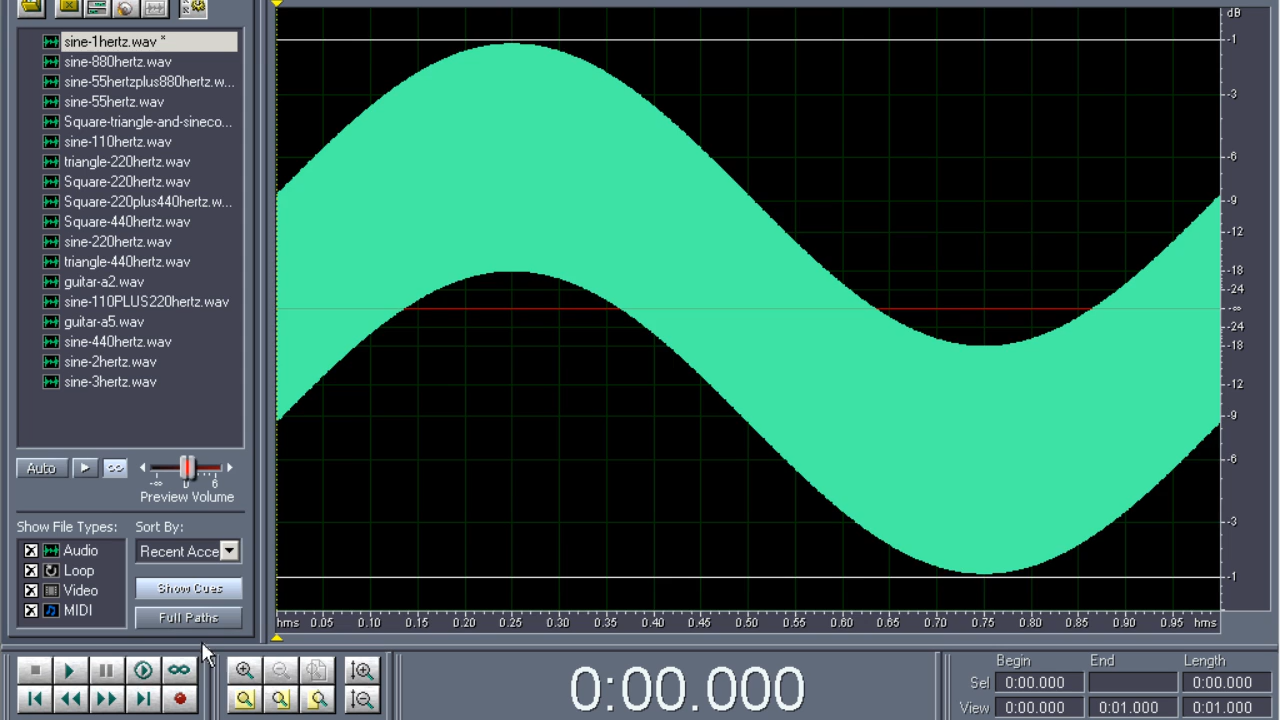 sine-1hertz.wav *
sine-880hertz.wav
sine-55hertzplus880hertz.w...
sine-55hertz.wav
Square-triangle-and-sineco...
sine-110hertz.wav
triangle-220hertz.wav
Square-220hertz.wav
Square-220plus440hertz.w...
Square-440hertz.wav
sine-220hertz.wav
triangle-440hertz.wav
guitar-a2.wav
sine-110PLUS220hertz.wav
guitar-a5.wav
sine-440hertz.wav
sine-2hertz.wav
sine-3hertz.wav
Auto
-∞ 0 6
Preview Volume
Show File Types:
Audio
Loop
Video
MIDI
Sort By:
Recent Acce
Show Cues
Full Paths
dB
-1
-3
-6
-9
-12
-18
-24
-∞
-24
-18
-12
-9
-6
-3
-1
hms 0.05 0.10 0.15 0.20 0.25 0.30 0.35 0.40 0.45 0.50 0.55 0.60 0.65 0.70 0.75 0.80 0.85 0.90 0.95 hms
0:00.000
Begin End Length
Sel 0:00.000 0:00.000
View 0:00.000 0:01.000 0:01.000